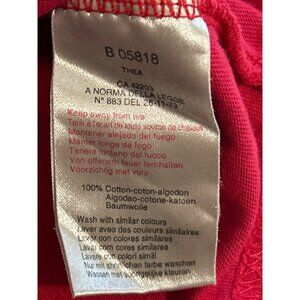 B 05818
THEA
CA 42203
A NORMA DELLA LEGGE
N° 883 DEL 26-11-73
Keep away from fire
Tenir à l'écart de toute source de chaleur
Mantener alejado del fuego
Manter longe do fogo
Tenere lontano dal fuoco
Von offenem feuer fernhalten
Voorzichtig met vuur
100% Cotton-coton-algodon
Algodao-cotone-katoen
Baumwolle
Wash with similar colours
Laver avec des couleurs similaires
Lavar con colores similares
Lavar com cores similares
Lavare con colori simili
Nur mit ähnlichen farbe waschen
Wassen met soortgelijke kleuren